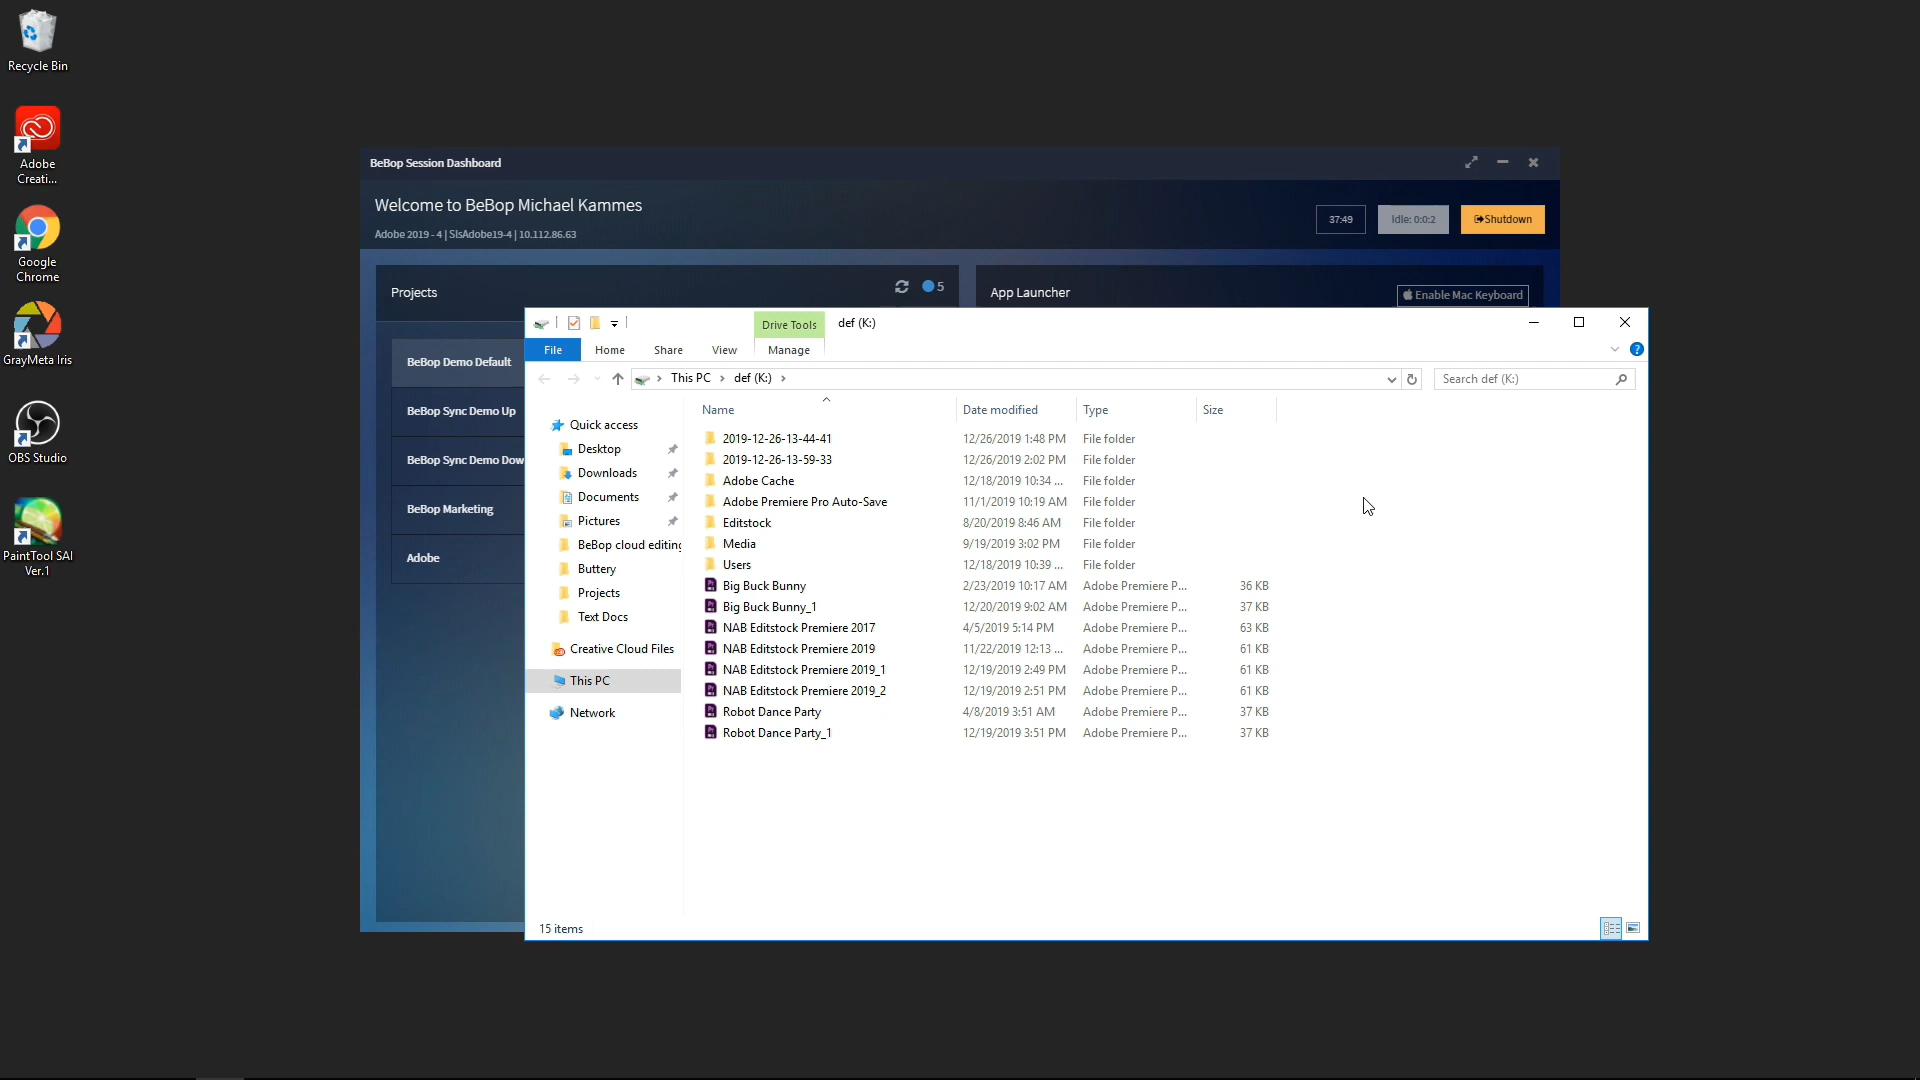 Recycle Bin
Adobe
Creati...
Google
Chrome
GrayMeta Iris
OBS Studio
PaintTool SAI
Ver.1
BeBop Session Dashboard
Welcome to BeBop Michael Kammes
Adobe 2019 - 4 | SlsAdobe19-4 | 10.112.86.63
37:49
Idle: 0:0:2
Shutdown
Projects
5
App Launcher
Enable Mac Keyboard
BeBop Demo Default
BeBop Sync Demo Up
BeBop Sync Demo Dow
BeBop Marketing
Adobe
Drive Tools
def (K:)
File
Home
Share
View
Manage
This PC
def (K:)
Search def (K:)
Name
Date modified
Type
Size
Quick access
Desktop
Downloads
Documents
Pictures
BeBop cloud editing
Buttery
Projects
Text Docs
Creative Cloud Files
This PC
Network
2019-12-26-13-44-41 12/26/2019 1:48 PM File folder
2019-12-26-13-59-33 12/26/2019 2:02 PM File folder
Adobe Cache 12/18/2019 10:34 ... File folder
Adobe Premiere Pro Auto-Save 11/1/2019 10:19 AM File folder
Editstock 8/20/2019 8:46 AM File folder
Media 9/19/2019 3:02 PM File folder
Users 12/18/2019 10:39 ... File folder
Big Buck Bunny 2/23/2019 10:17 AM Adobe Premiere P... 36 KB
Big Buck Bunny_1 12/20/2019 9:02 AM Adobe Premiere P... 37 KB
NAB Editstock Premiere 2017 4/5/2019 5:14 PM Adobe Premiere P... 63 KB
NAB Editstock Premiere 2019 11/22/2019 12:13 ... Adobe Premiere P... 61 KB
NAB Editstock Premiere 2019_1 12/19/2019 2:49 PM Adobe Premiere P... 61 KB
NAB Editstock Premiere 2019_2 12/19/2019 2:51 PM Adobe Premiere P... 61 KB
Robot Dance Party 4/8/2019 3:51 AM Adobe Premiere P... 37 KB
Robot Dance Party_1 12/19/2019 3:51 PM Adobe Premiere P... 37 KB
15 items